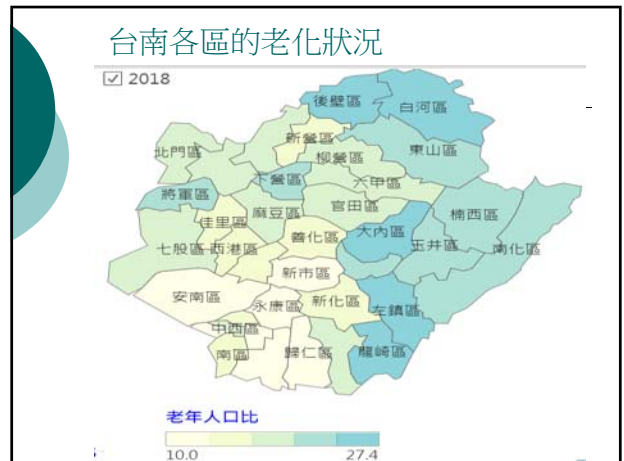 台南各區的老化狀況
2018
後壁區
白河區
新營區
柳營區
東山區
北門區
下營區
六甲區
將軍區
麻豆區
官田區
楠西區
佳里區
善化區
大內區
玉井區
南化區
七股區
西港區
新市區
安南區
永康區
新化區
左鎮區
中西區
南區
歸仁區
龍崎區
老年人口比
10.0
27.4